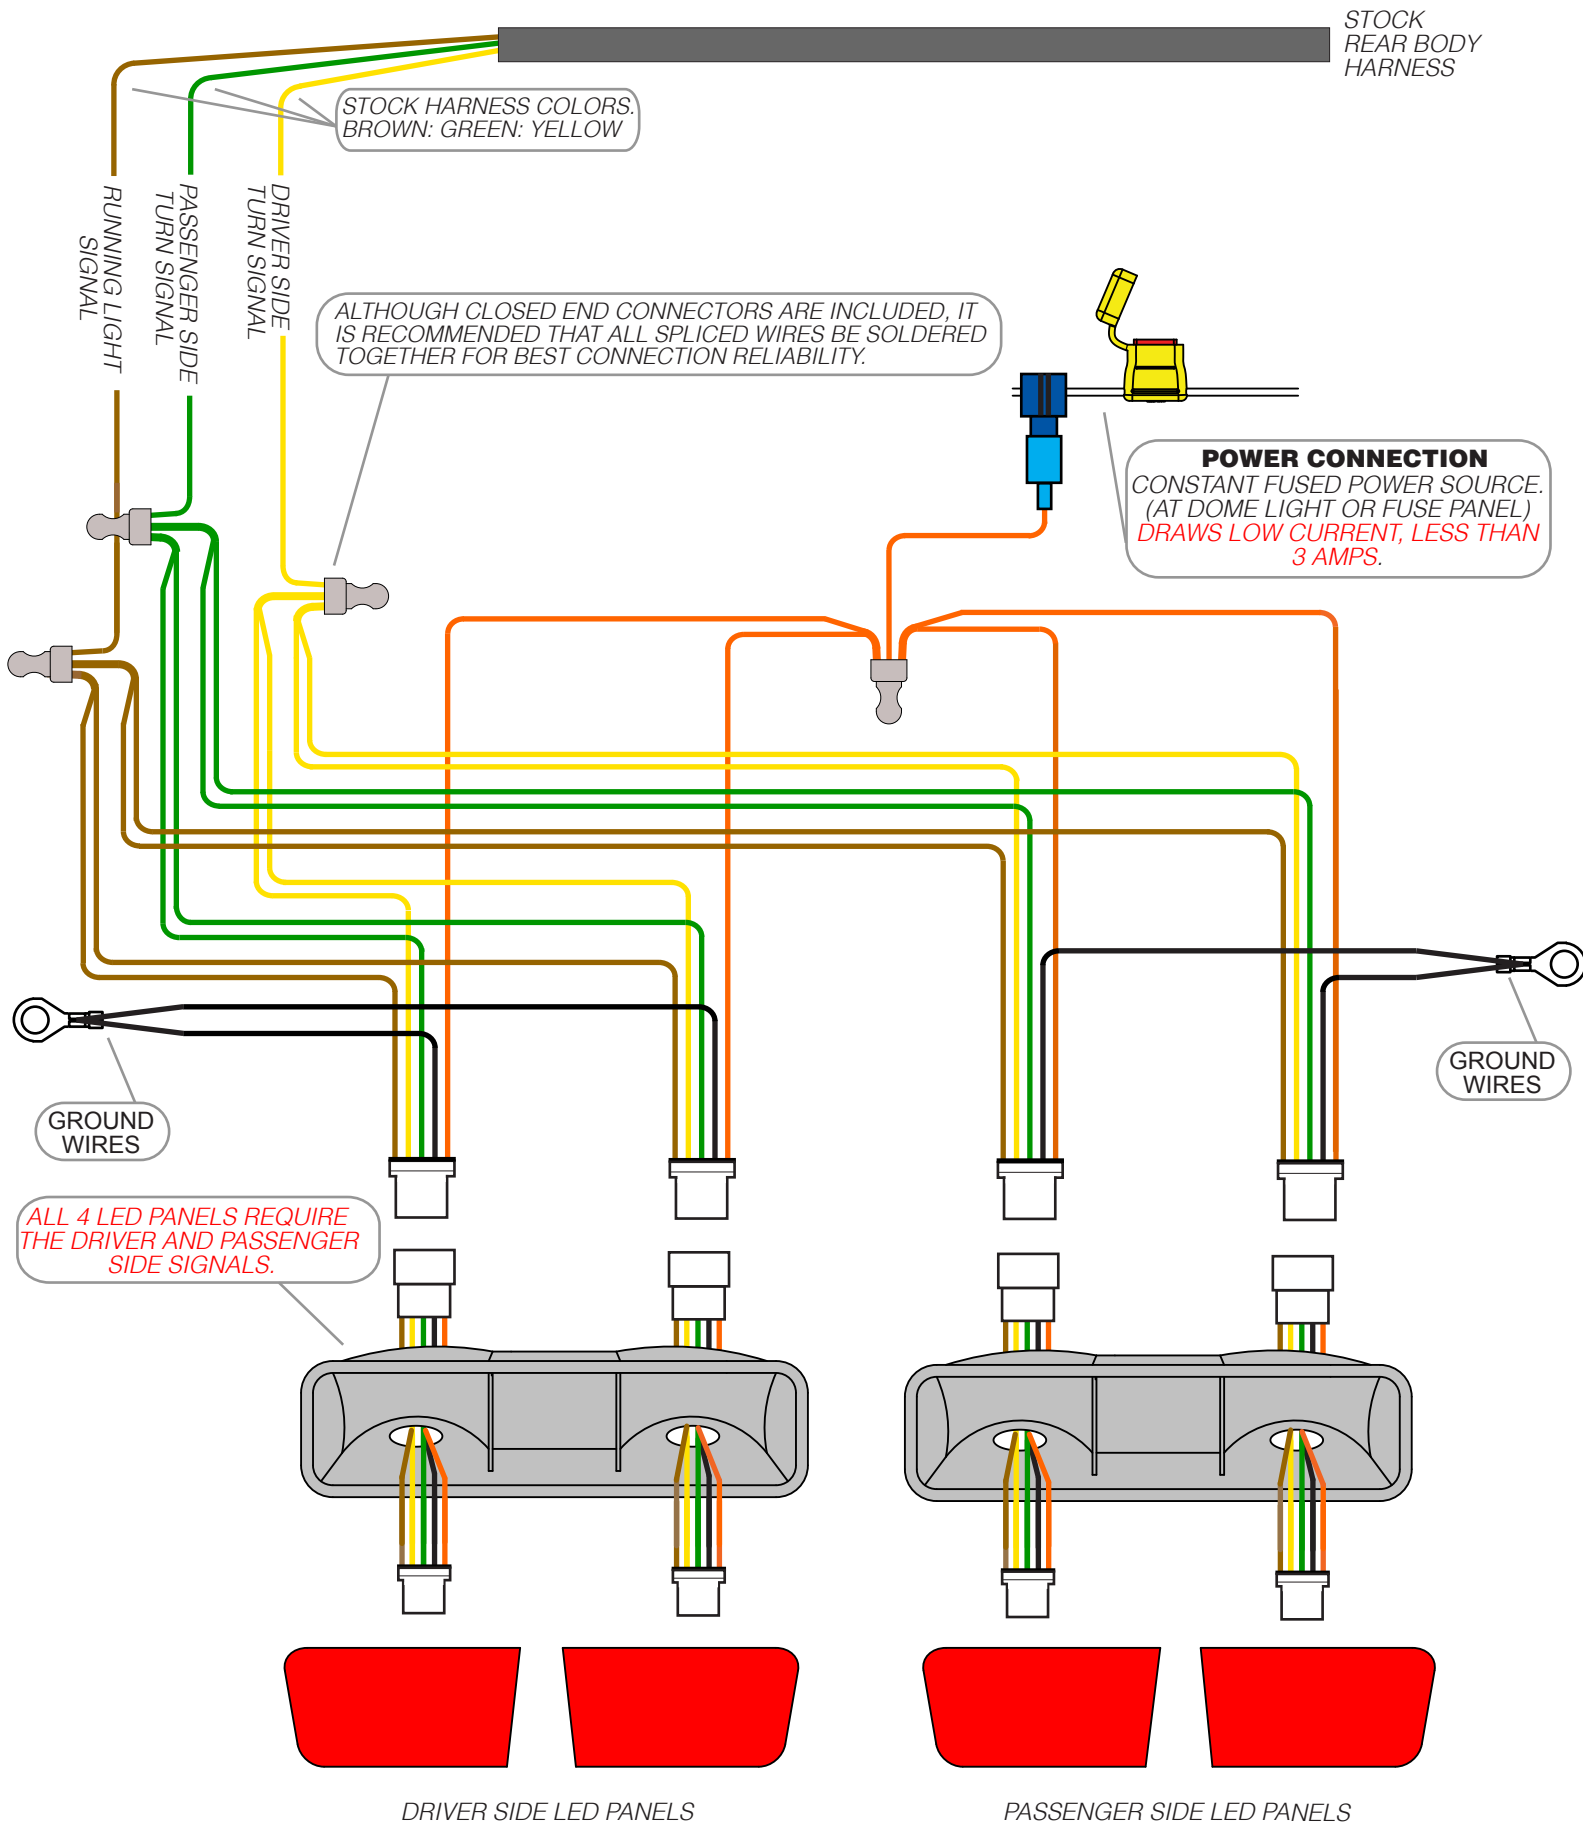 STOCK
REAR BODY
HARNESS
STOCK HARNESS COLORS.
BROWN: GREEN: YELLOW
RUNNING LIGHT
SIGNAL
PASSENGER SIDE
TURN SIGNAL
DRIVER SIDE
TURN SIGNAL
ALTHOUGH CLOSED END CONNECTORS ARE INCLUDED, IT
IS RECOMMENDED THAT ALL SPLICED WIRES BE SOLDERED
TOGETHER FOR BEST CONNECTION RELIABILITY.
POWER CONNECTION
CONSTANT FUSED POWER SOURCE.
(AT DOME LIGHT OR FUSE PANEL)
DRAWS LOW CURRENT, LESS THAN
3 AMPS.
GROUND
WIRES
GROUND
WIRES
ALL 4 LED PANELS REQUIRE
THE DRIVER AND PASSENGER
SIDE SIGNALS.
DRIVER SIDE LED PANELS
PASSENGER SIDE LED PANELS